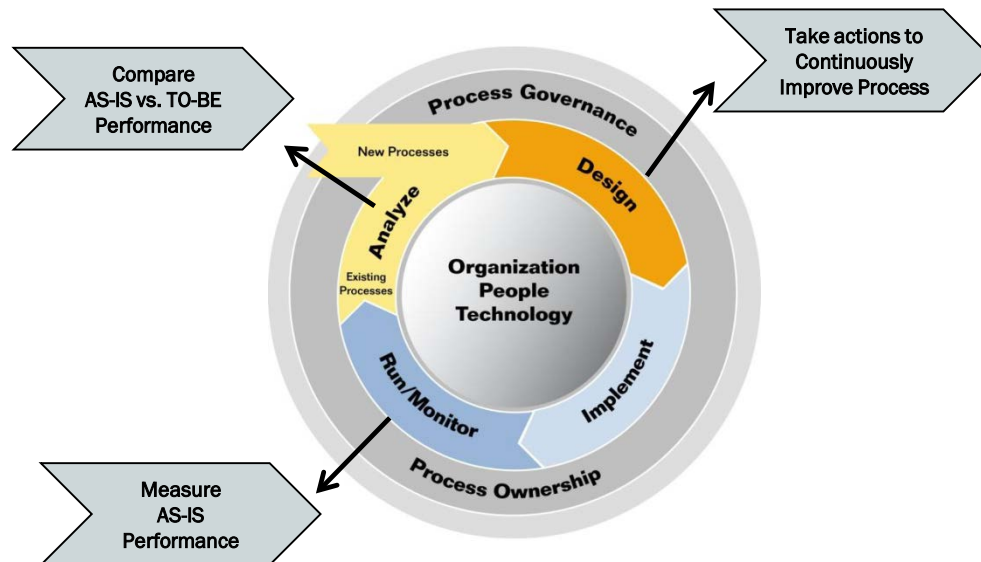 Compare
AS-IS vs. TO-BE
Performance
Take actions to
Continuously
Improve Process
Process Governance
New Processes
Design
Analyze
Existing
Processes
Organization
People
Technology
Implement
Run/Monitor
Process Ownership
Measure
AS-IS
Performance